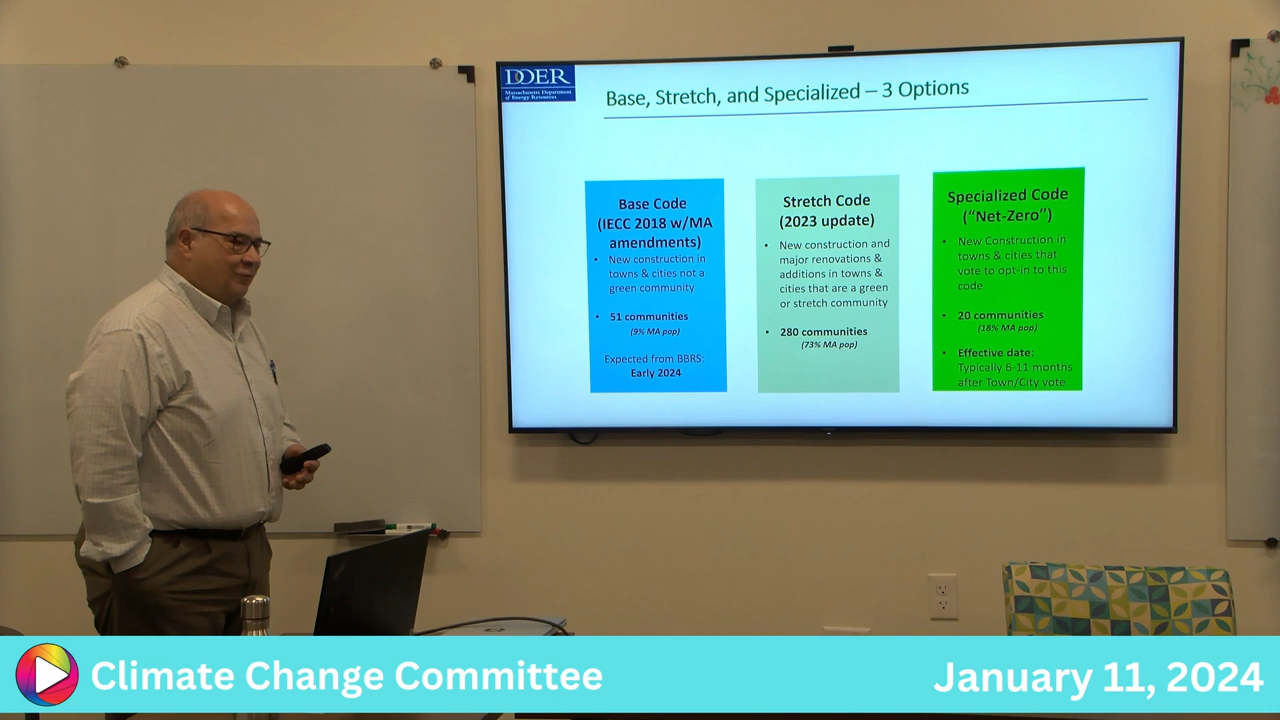 DOER
Massachusetts Department
of Energy Resources
Base, Stretch, and Specialized – 3 Options
Base Code
(IECC 2018 w/MA
amendments)
• New construction in
towns & cities not a
green community
• 51 communities
(9% MA pop)
Expected from BBRS:
Early 2024
Stretch Code
(2023 update)
• New construction and
major renovations &
additions in towns &
cities that are a green
or stretch community
• 280 communities
(73% MA pop)
Specialized Code
(“Net-Zero”)
• New Construction in
towns & cities that
vote to opt-in to this
code
• 20 communities
(18% MA pop)
• Effective date:
Typically 6-11 months
after Town/City vote
Climate Change Committee
January 11, 2024